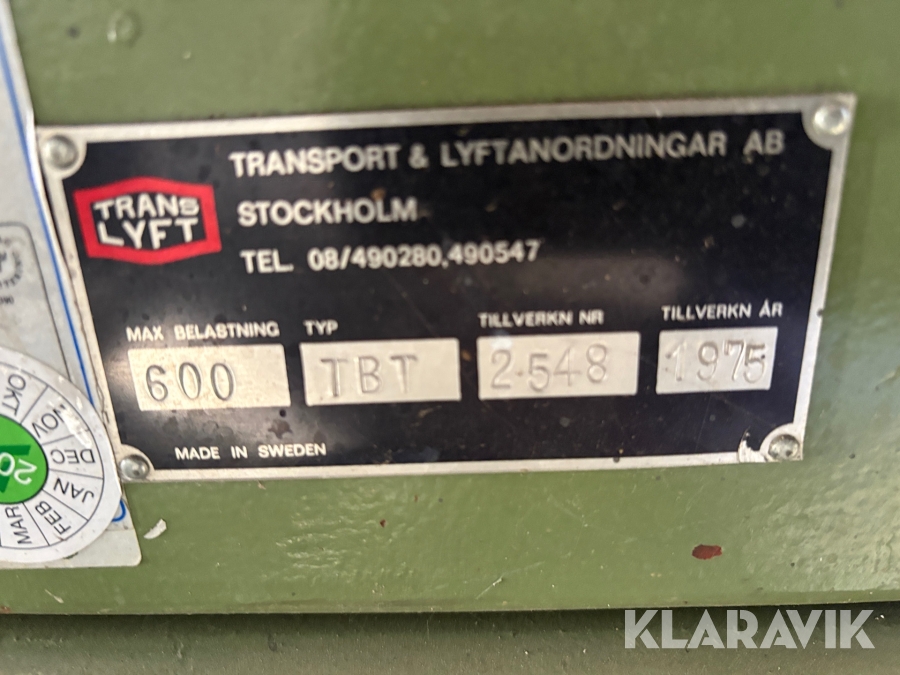 TRANSPORT & LYFTANORDNINGAR AB
TRANS
LYFT
STOCKHOLM
TEL. 08/490280,490547
MAX BELASTNING
TYP
TILLVERKN NR
TILLVERKN ÅR
600
TBT
2-548
1975
MADE IN SWEDEN
OKT
NOV
DEC
JAN
FEB
MAR
20
KLARAVIK